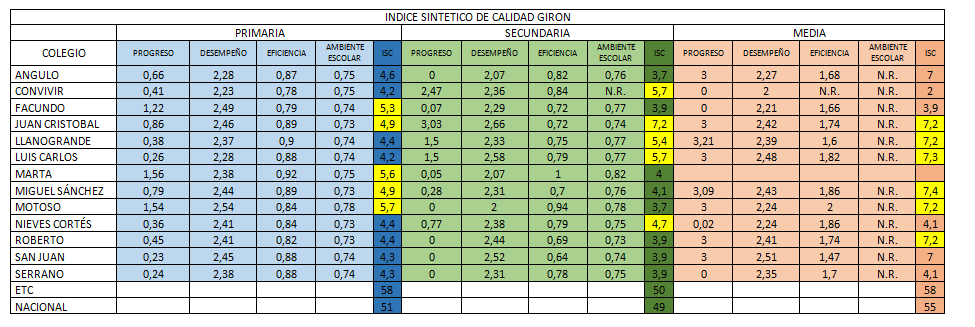 INDICE SINTETICO DE CALIDAD GIRON
PRIMARIA SECUNDARIA MEDIA
COLEGIO PROGRESO DESEMPEÑO EFICIENCIA AMBIENTE ESCOLAR ISC PROGRESO DESEMPEÑO EFICIENCIA AMBIENTE ESCOLAR ISC PROGRESO DESEMPEÑO EFICIENCIA AMBIENTE ESCOLAR ISC
ANGULO 0,66 2,28 0,87 0,75 4,6 0 2,07 0,82 0,76 3,7 3 2,27 1,68 N.R. 7
CONVIVIR 0,41 2,23 0,78 0,75 4,2 2,47 2,36 0,84 N.R. 5,7 0 2 N.R. N.R. 2
FACUNDO 1,22 2,49 0,79 0,74 5,3 0,07 2,29 0,72 0,77 3,9 0 2,21 1,66 N.R. 3,9
JUAN CRISTOBAL 0,86 2,46 0,89 0,73 4,9 3,03 2,66 0,72 0,74 7,2 3 2,42 1,74 N.R. 7,2
LLANOGRANDE 0,38 2,37 0,9 0,74 4,4 1,5 2,33 0,75 0,77 5,4 3,21 2,39 1,6 N.R. 7,2
LUIS CARLOS 0,26 2,28 0,88 0,74 4,2 1,5 2,58 0,79 0,77 5,7 3 2,48 1,82 N.R. 7,3
MARTA 1,56 2,38 0,92 0,75 5,6 0,05 2,07 1 0,82 4
MIGUEL SÁNCHEZ 0,79 2,44 0,89 0,73 4,9 0,28 2,31 0,7 0,76 4,1 3,09 2,43 1,86 N.R. 7,4
MOTOSO 1,54 2,54 0,84 0,78 5,7 0 2 0,94 0,78 3,7 3 2,24 2 N.R. 7,2
NIEVES CORTÉS 0,36 2,41 0,84 0,73 4,4 0,77 2,38 0,79 0,75 4,7 0,02 2,24 1,86 N.R. 4,1
ROBERTO 0,45 2,41 0,82 0,73 4,4 0 2,44 0,69 0,73 3,9 3 2,41 1,74 N.R. 7,2
SAN JUAN 0,23 2,45 0,88 0,74 4,3 0 2,52 0,64 0,74 3,9 3 2,51 1,47 N.R. 7
SERRANO 0,24 2,38 0,88 0,74 4,3 0 2,31 0,78 0,75 3,9 0 2,35 1,7 N.R. 4,1
ETC 58 50 58
NACIONAL 51 49 55